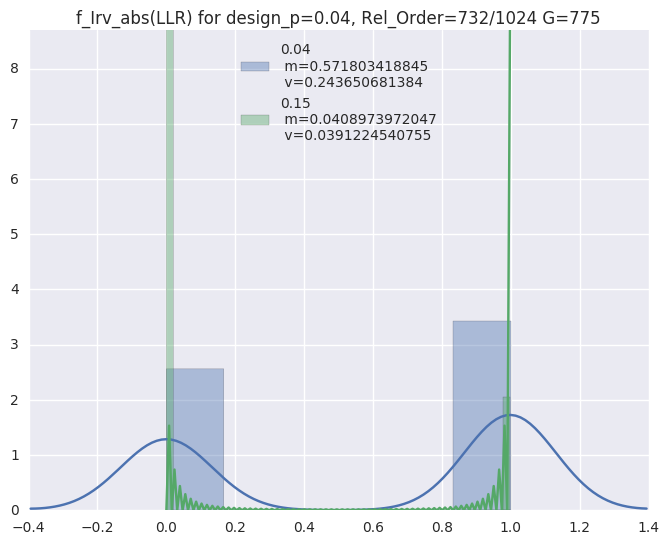 f_Irv_abs(LLR) for design_p=0.04, Rel_Order=732/1024 G=775
0.04
m=0.571803418845
v=0.243650681384
0.15
m=0.0408973972047
v=0.0391224540755
8
7
6
5
4
3
2
1
0
−0.4 −0.2 0.0 0.2 0.4 0.6 0.8 1.0 1.2 1.4